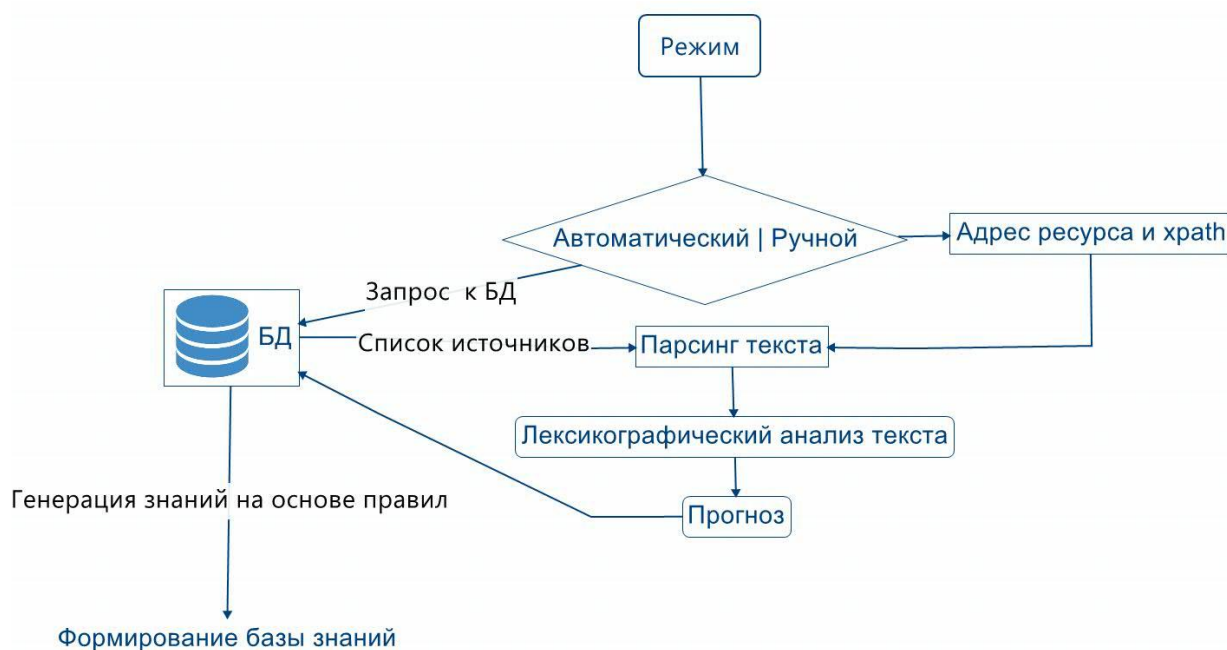 Режим
Автоматический | Ручной
Адрес ресурса и xpath
Запрос к БД
БД
Список источников
Парсинг текста
Лексикографический анализ текста
Генерация знаний на основе правил
Прогноз
Формирование базы знаний